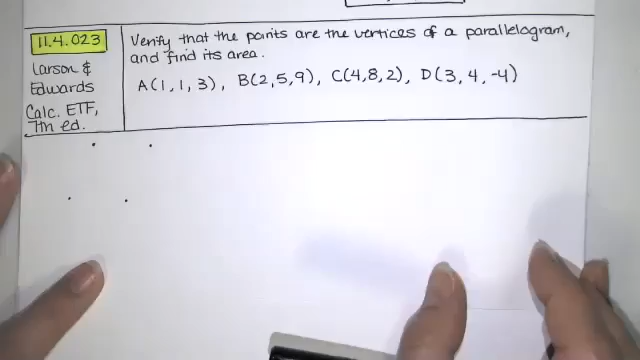 11.4.023
Larson &
Edwards
Calc. ETF,
7th ed.
Verify that the points are the vertices of a parallelogram,
and find its area.
A(1, 1, 3), B(2, 5, 9), C(4, 8, 2), D(3, 4, -4)